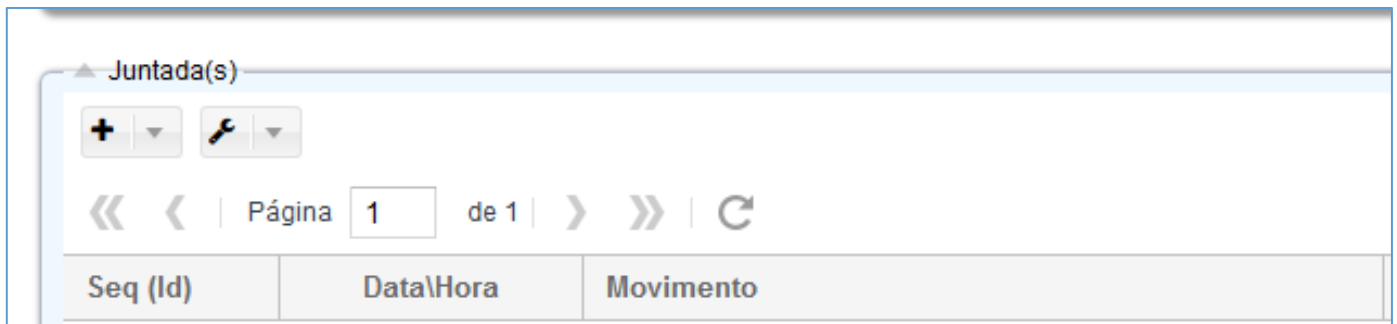 Juntada(s)
Página 1 de 1
Seq (Id) Data\Hora Movimento